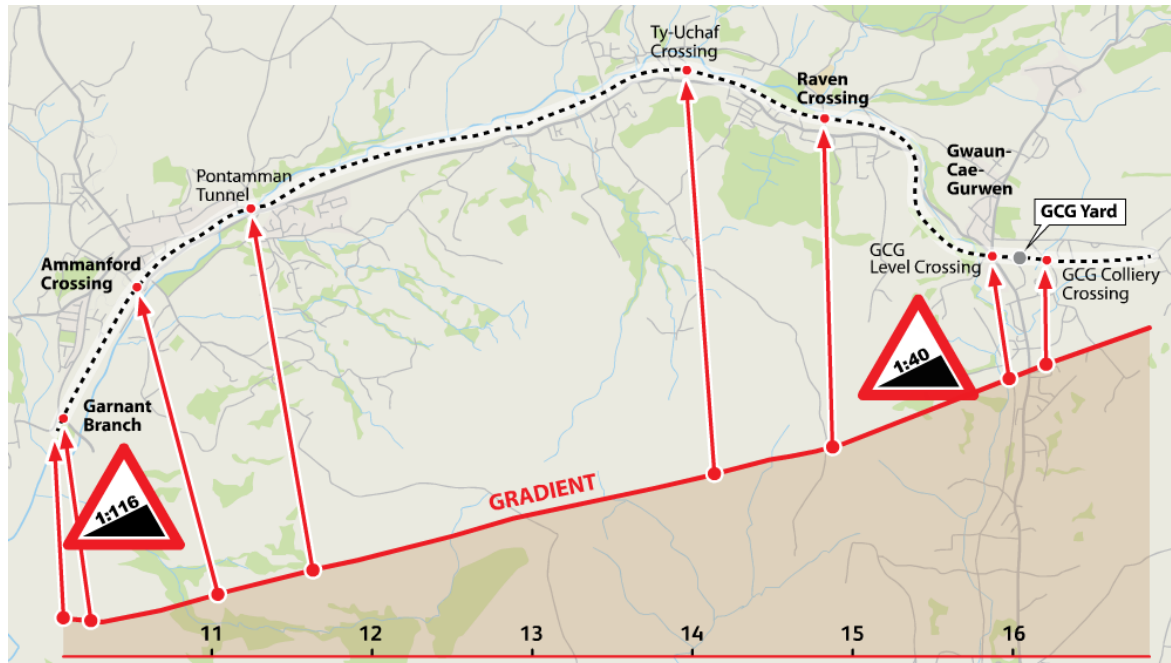 Ty-Uchaf
Crossing
Raven
Crossing
Pontamman
Tunnel
Gwaun-
Cae-
Gurwen
GCG Yard
Ammanford
Crossing
GCG
Level Crossing
GCG Colliery
Crossing
1:40
Garnant
Branch
1:116
GRADIENT
11
12
13
14
15
16